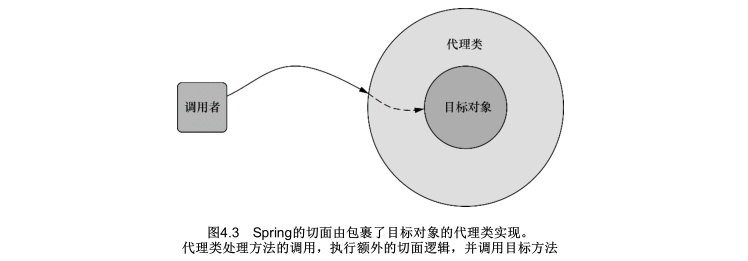 代理类
调用者
目标对象
图4.3 Spring的切面由包裹了目标对象的代理类实现。
代理类处理方法的调用，执行额外的切面逻辑，并调用目标方法